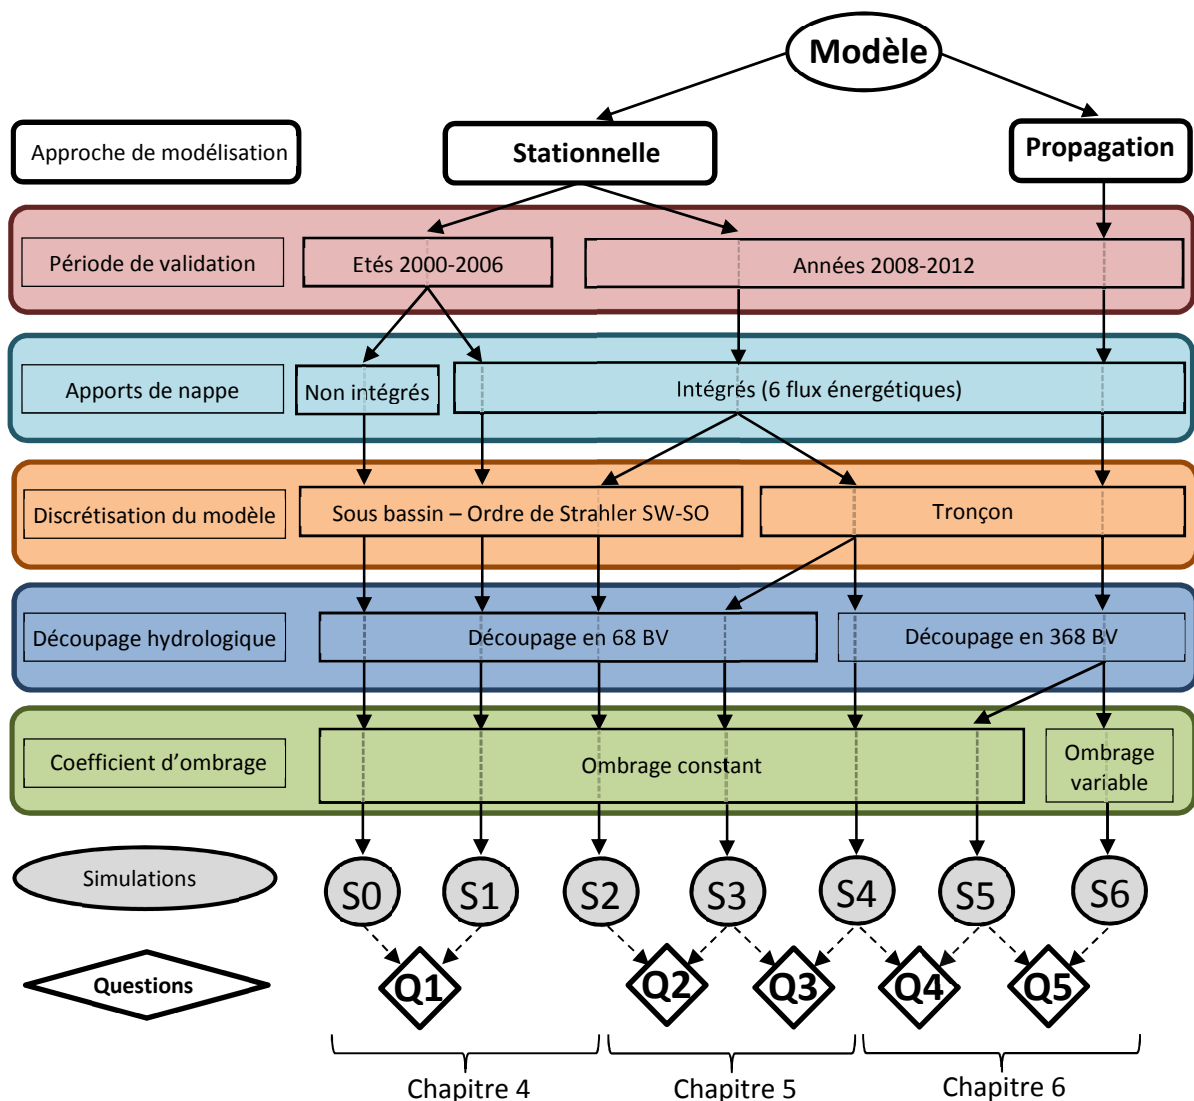 Modèle
Approche de modélisation
Stationnelle
Propagation
Période de validation
Etés 2000-2006
Années 2008-2012
Apports de nappe
Non intégrés
Intégrés (6 flux énergétiques)
Discrétisation du modèle
Sous bassin – Ordre de Strahler SW-SO
Tronçon
Découpage hydrologique
Découpage en 68 BV
Découpage en 368 BV
Coefficient d’ombrage
Ombrage constant
Ombrage
variable
Simulations
S0
S1
S2
S3
S4
S5
S6
Questions
Q1
Q2
Q3
Q4
Q5
Chapitre 4
Chapitre 5
Chapitre 6